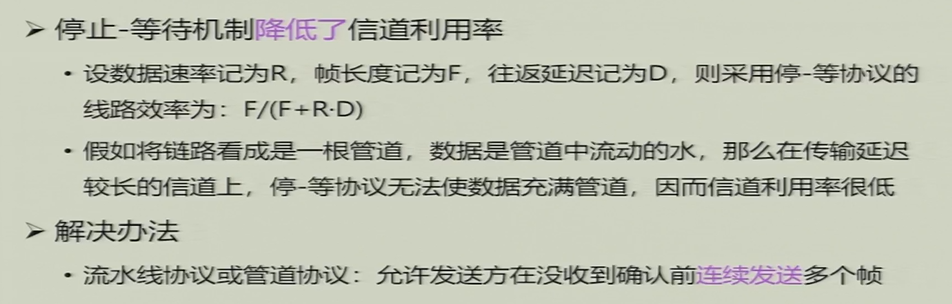 ➢ 停止-等待机制降低了信道利用率
• 设数据速率记为R，帧长度记为F，往返延迟记为D，则采用停-等协议的
线路效率为：F/(F+R·D)
• 假如将链路看成是一根管道，数据是管道中流动的水，那么在传输延迟
较长的信道上，停-等协议无法使数据充满管道，因而信道利用率很低
➢ 解决办法
• 流水线协议或管道协议：允许发送方在没收到确认前连续发送多个帧